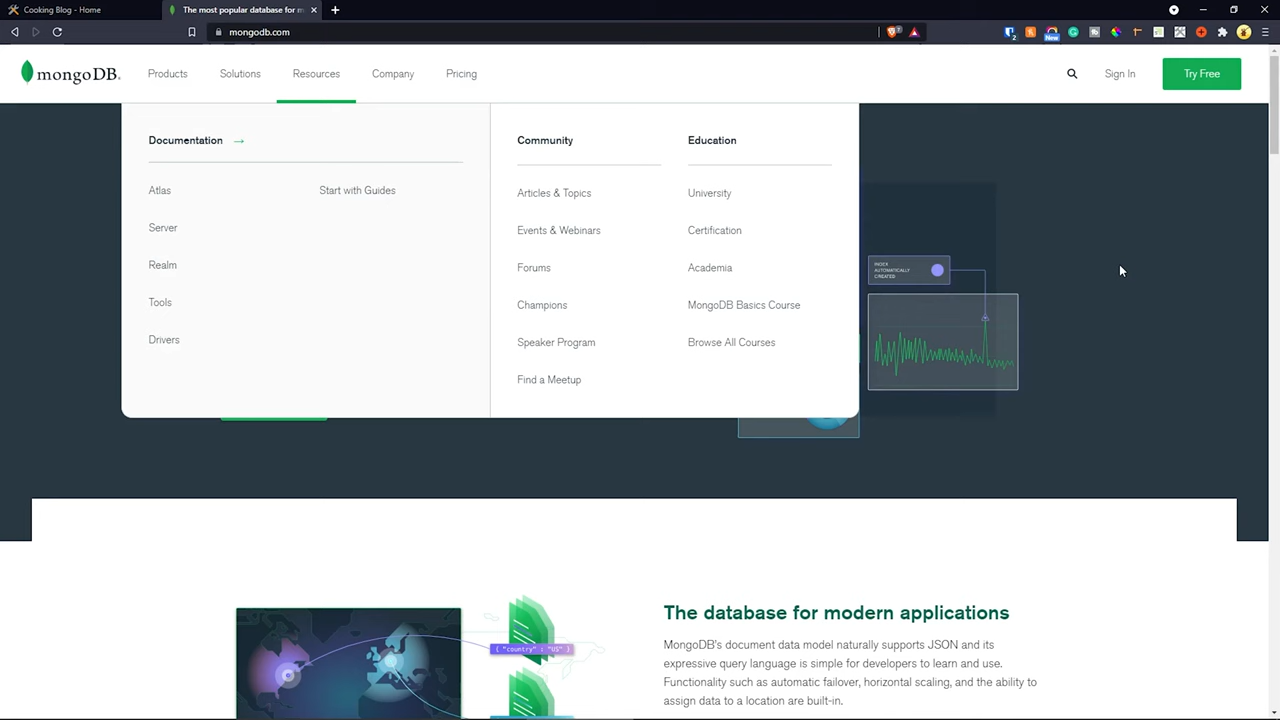 Cooking Blog - Home
The most popular database for m
mongodb.com
2
7
New
mongoDB.
Products
Solutions
Resources
Company
Pricing
Sign In
Try Free
Documentation →
Atlas
Start with Guides
Server
Realm
Tools
Drivers
Community
Articles & Topics
Events & Webinars
Forums
Champions
Speaker Program
Find a Meetup
Education
University
Certification
Academia
MongoDB Basics Course
Browse All Courses
INDEX
AUTOMATICALLY
CREATED
{ "country" : "US" }
The database for modern applications
MongoDB's document data model naturally supports JSON and its
expressive query language is simple for developers to learn and use.
Functionality such as automatic failover, horizontal scaling, and the ability to
assign data to a location are built-in.